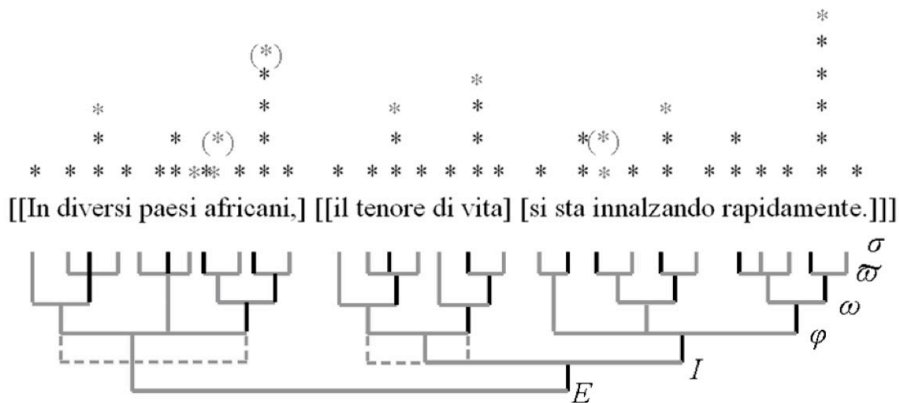 [[In diversi paesi africani,] [[il tenore di vita] [si sta innalzando rapidamente.]]]
σ
ϖ̃
ω
φ
I
E